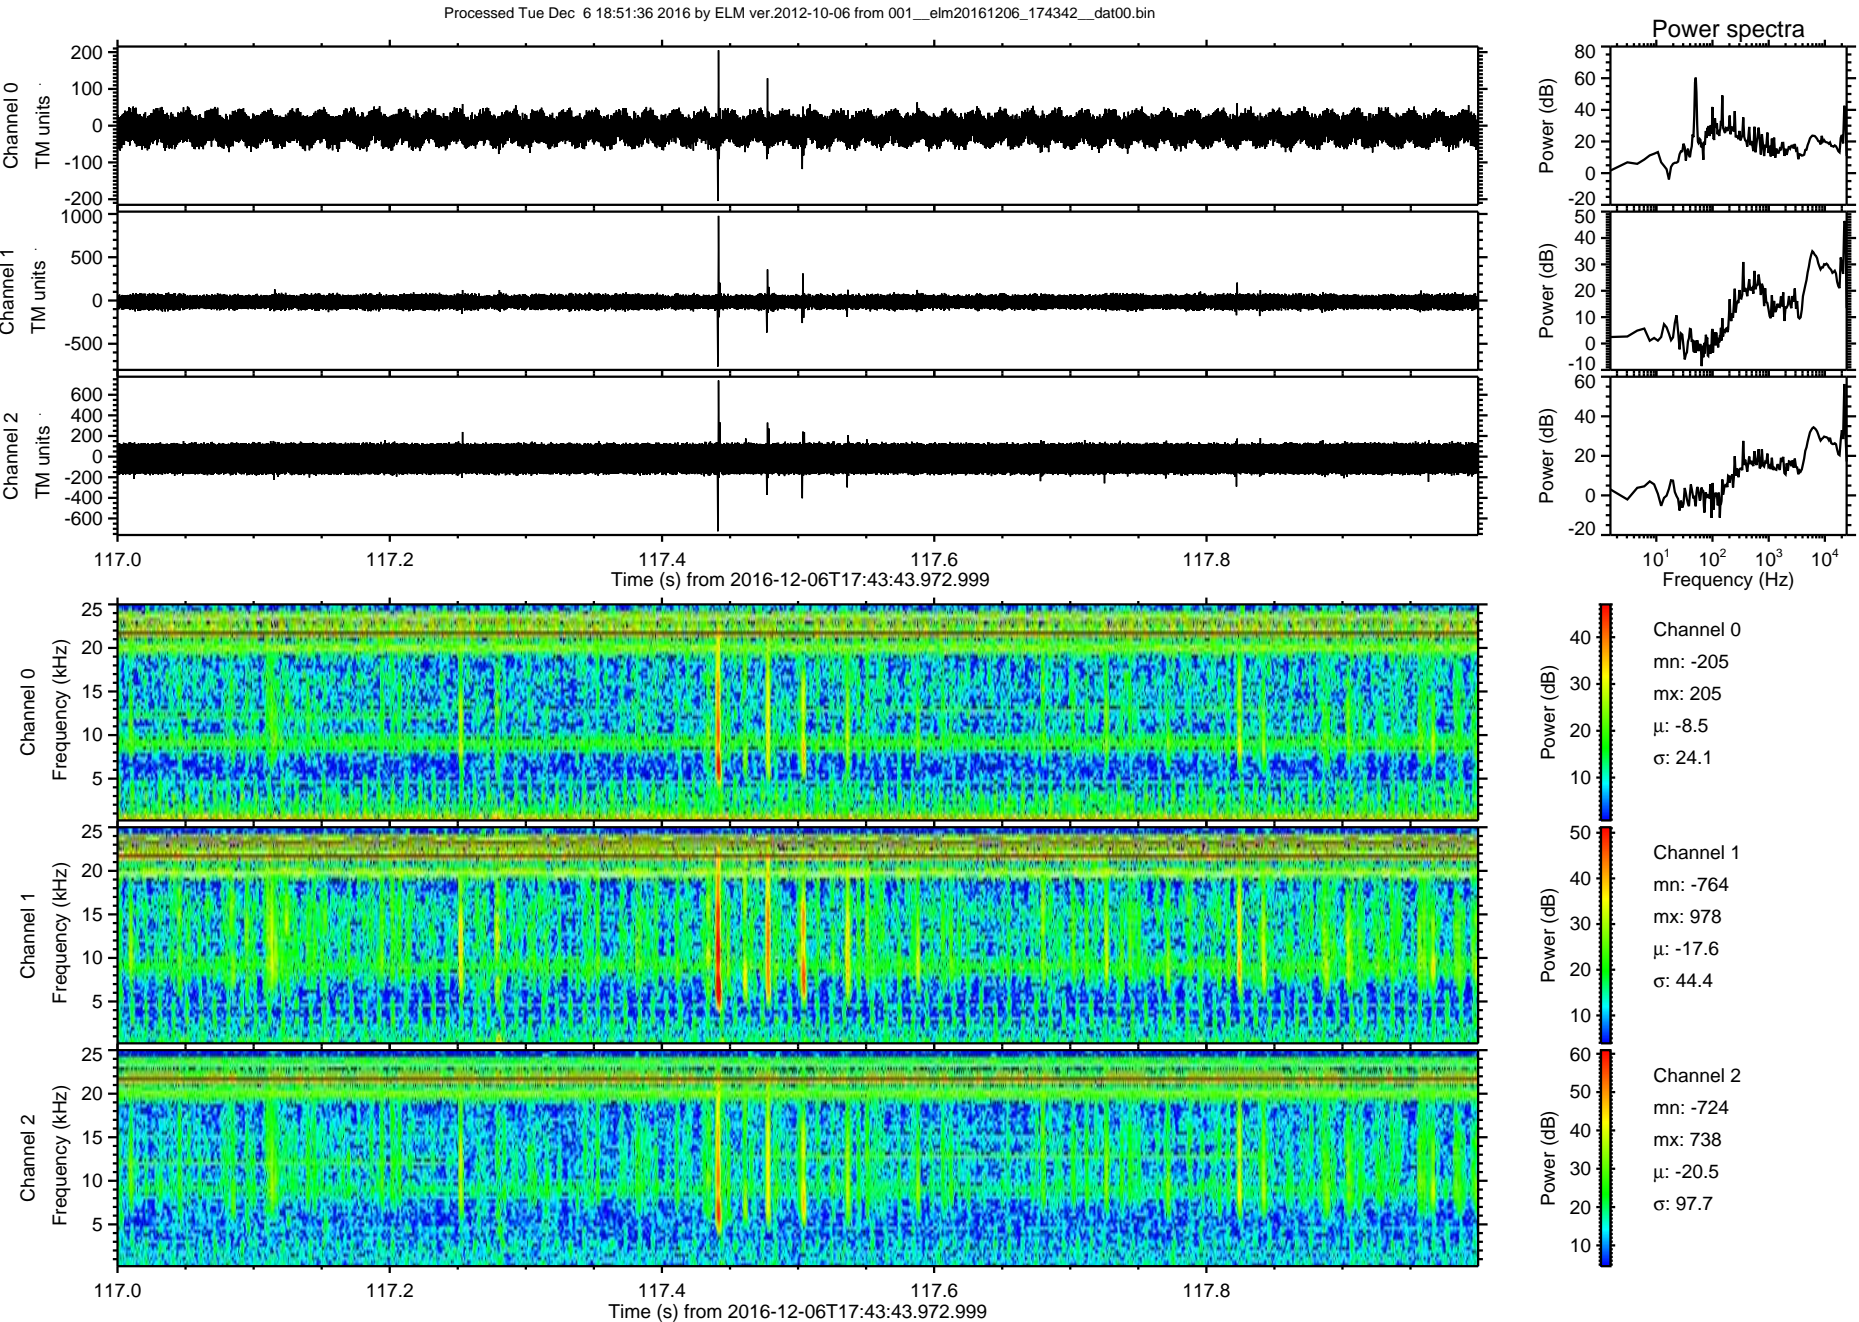 Processed Tue Dec  6 18:51:36 2016 by ELM ver.2012-10-06 from 001__elm20161206_174342__dat00.bin
Power spectra
Channel 0
TM units
200
100
0
-100
-200
Power (dB)
80
60
40
20
0
-20
Channel 1
TM units
1000
500
0
-500
Power (dB)
50
40
30
20
10
0
-10
Channel 2
TM units
600
400
200
0
-200
-400
-600
Power (dB)
60
40
20
0
-20
117.0 117.2 117.4 117.6 117.8
Time (s) from 2016-12-06T17:43:43.972.999
10¹ 10² 10³ 10⁴
Frequency (Hz)
Channel 0
Frequency (kHz)
25
20
15
10
5
Power (dB)
40
30
20
10
Channel 0
mn: -205
mx: 205
μ: -8.5
σ: 24.1
Channel 1
Frequency (kHz)
25
20
15
10
5
Power (dB)
50
40
30
20
10
Channel 1
mn: -764
mx: 978
μ: -17.6
σ: 44.4
Channel 2
Frequency (kHz)
25
20
15
10
5
Power (dB)
60
50
40
30
20
10
Channel 2
mn: -724
mx: 738
μ: -20.5
σ: 97.7
117.0 117.2 117.4 117.6 117.8
Time (s) from 2016-12-06T17:43:43.972.999